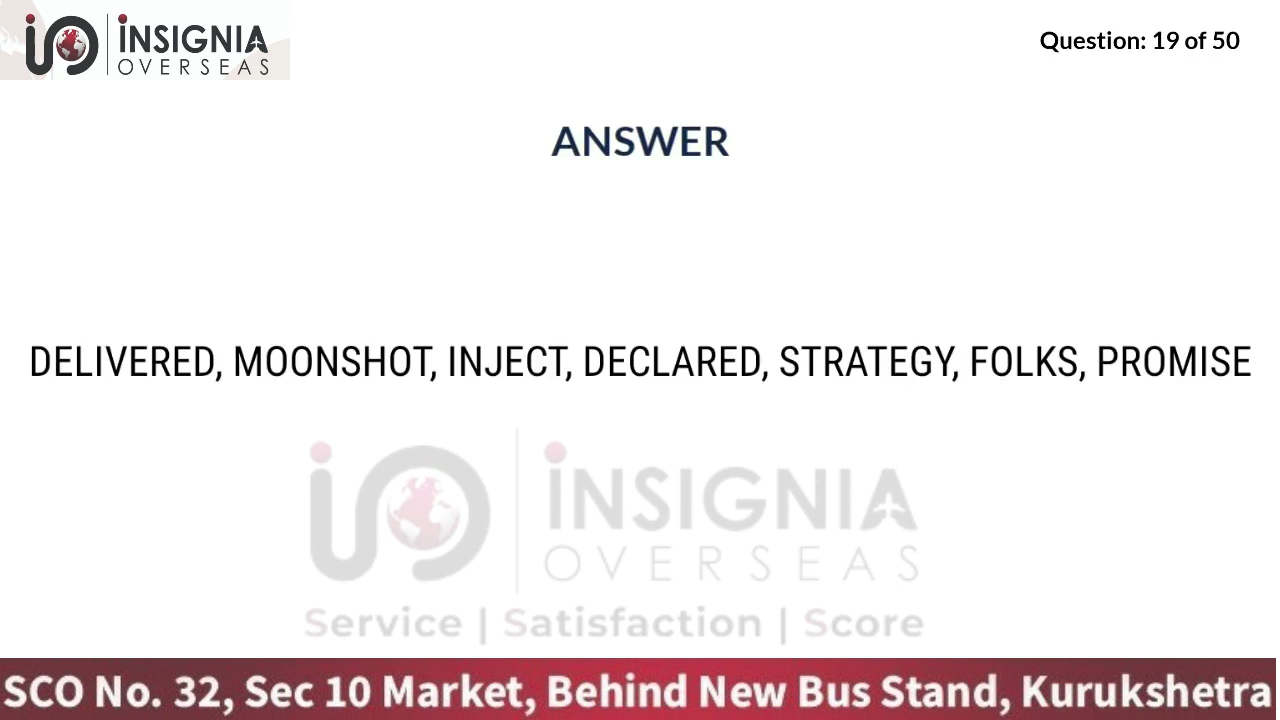 INSIGNIA
OVERSEAS
Question: 19 of 50
ANSWER
DELIVERED, MOONSHOT, INJECT, DECLARED, STRATEGY, FOLKS, PROMISE
INSIGNIA
OVERSEAS
Service | Satisfaction | Score
SCO No. 32, Sec 10 Market, Behind New Bus Stand, Kurukshetra